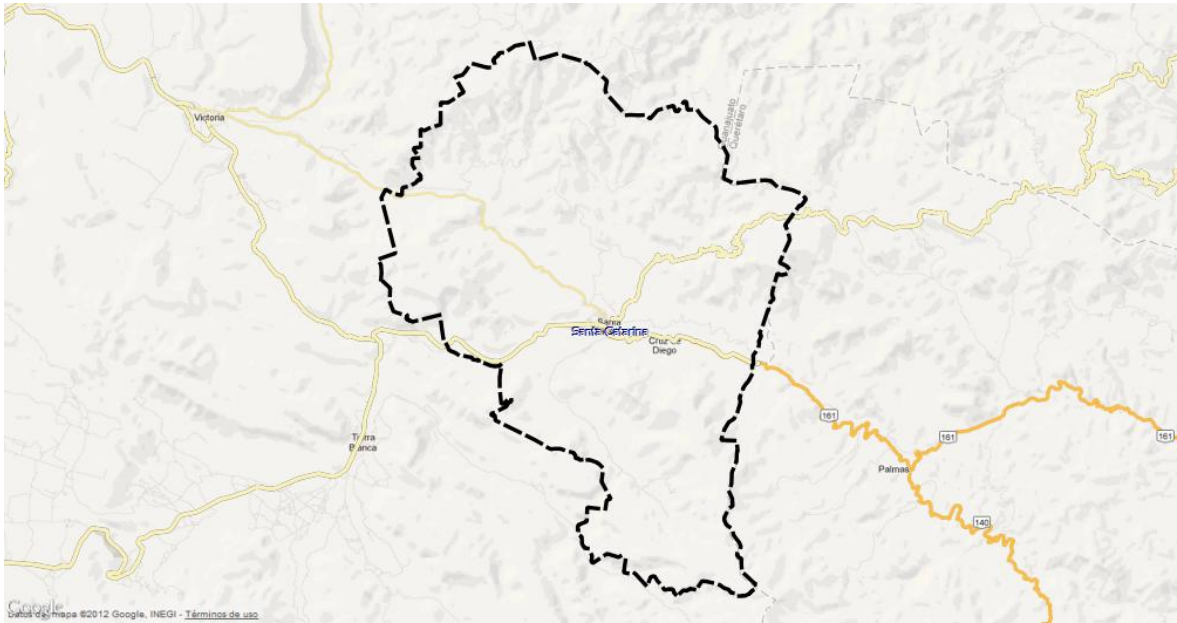 Guanajuato
Querétaro
Victoria
Santa Catarina
Cruz de
Diego
161
161
161
Tierra
Blanca
Palmas
140
Google
Datos de mapa ©2012 Google, INEGI - Términos de uso